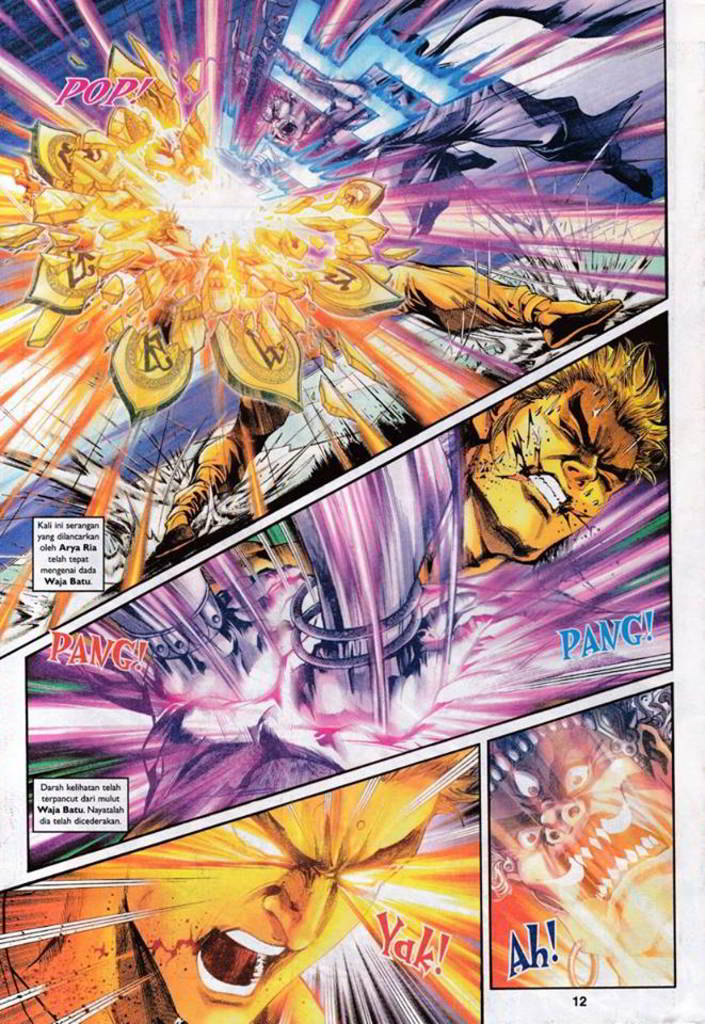 POP!
Kali ini serangan
yang dilancarkan
oleh Arya Ria
telah tepat
mengenai dada
Waja Batu.
PANG!
PANG!
Darah kelihatan telah
terpancut dari mulut
Waja Batu. Nayatalah
dia telah dicederakan.
Yak!
Ah!
12